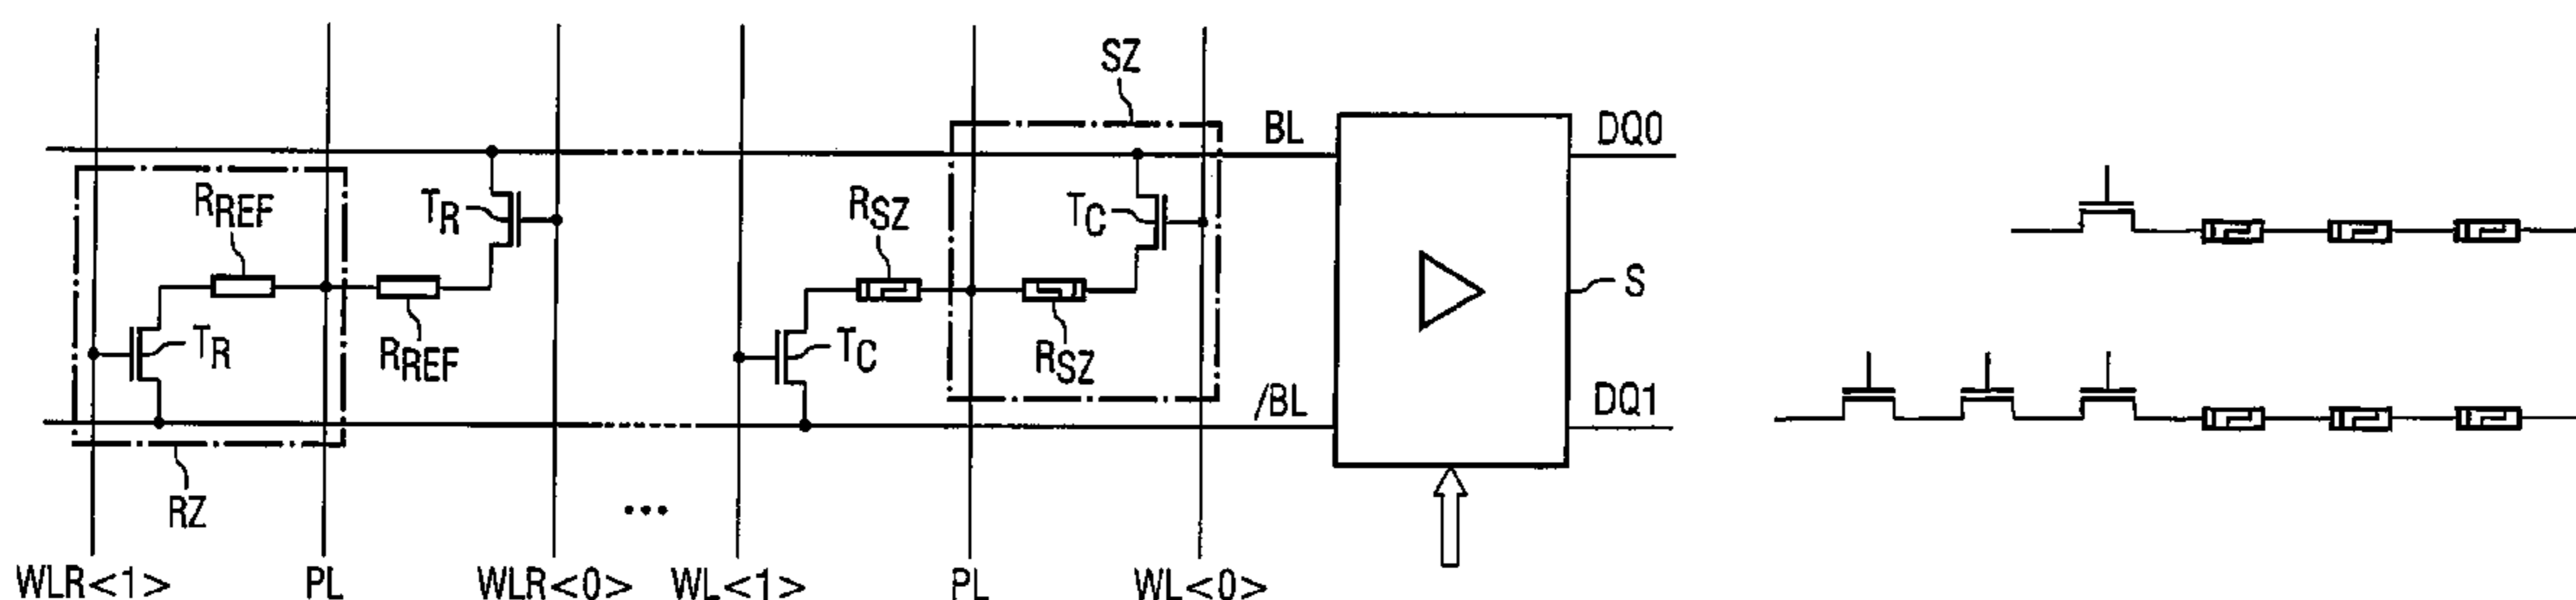 SZ
BL
DQ0
RREF
TR
RSZ
TC
S
TR
RREF
TC
RSZ
/BL
DQ1
RZ
...
WLR<1>
PL
WLR<0>
WL<1>
PL
WL<0>